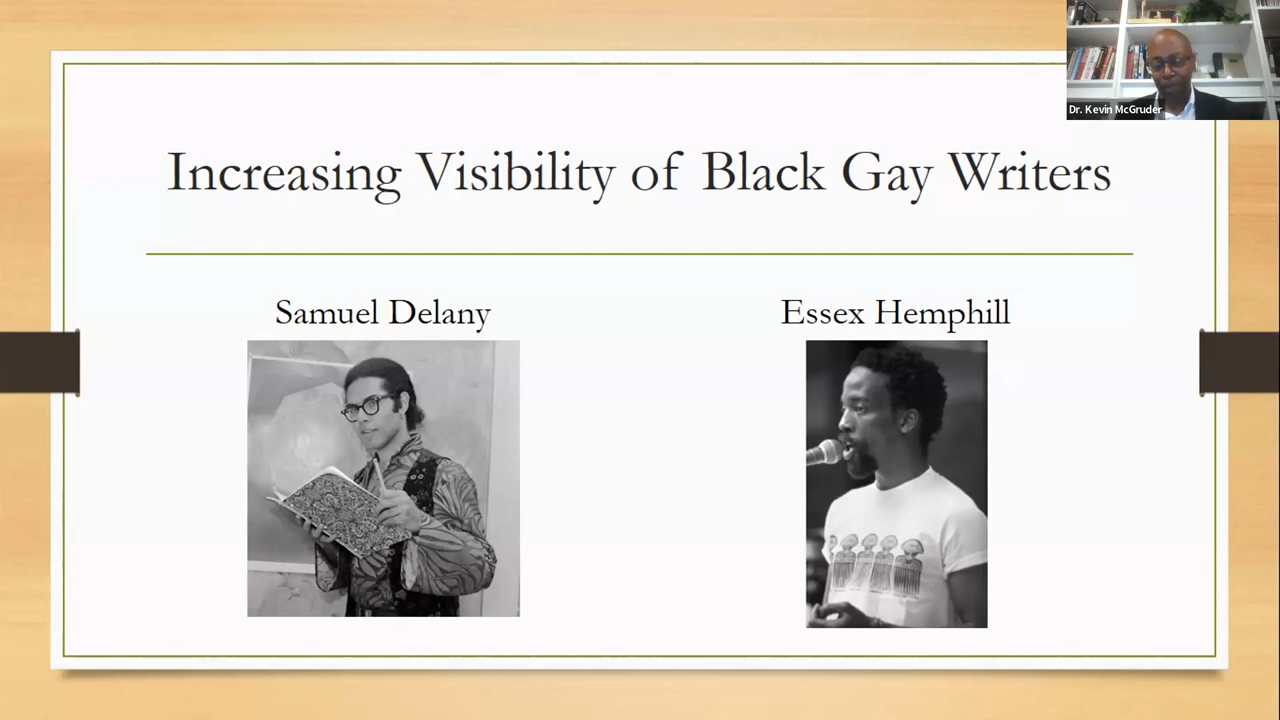 Dr. Kevin McGruder
Increasing Visibility of Black Gay Writers
Samuel Delany
Essex Hemphill